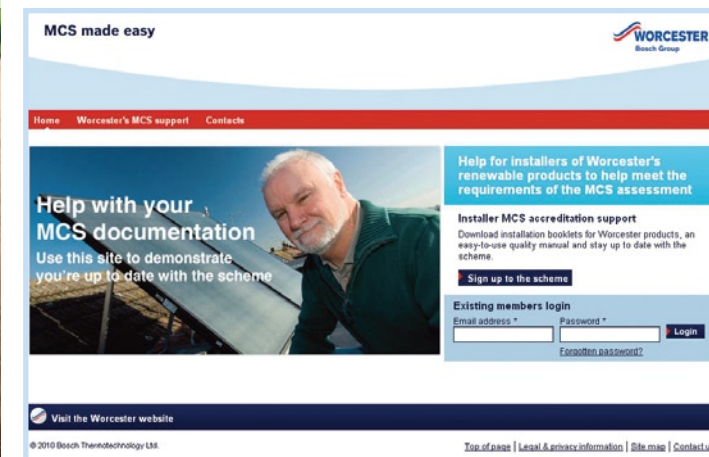 MCS made easy
WORCESTER
Bosch Group
Home Worcester's MCS support Contacts
Help with your
MCS documentation
Use this site to demonstrate
you're up to date with the scheme
Help for installers of Worcester's
renewable products to help meet the
requirements of the MCS assessment
Installer MCS accreditation support
Download installation booklets for Worcester products, an
easy-to-use quality manual and stay up to date with the
scheme.
Sign up to the scheme
Existing members login
Email address * Password *
Login
Forgotten password?
Visit the Worcester website
© 2010 Bosch Thermotechnology Ltd.
Top of page | Legal & privacy information | Site map | Contact u